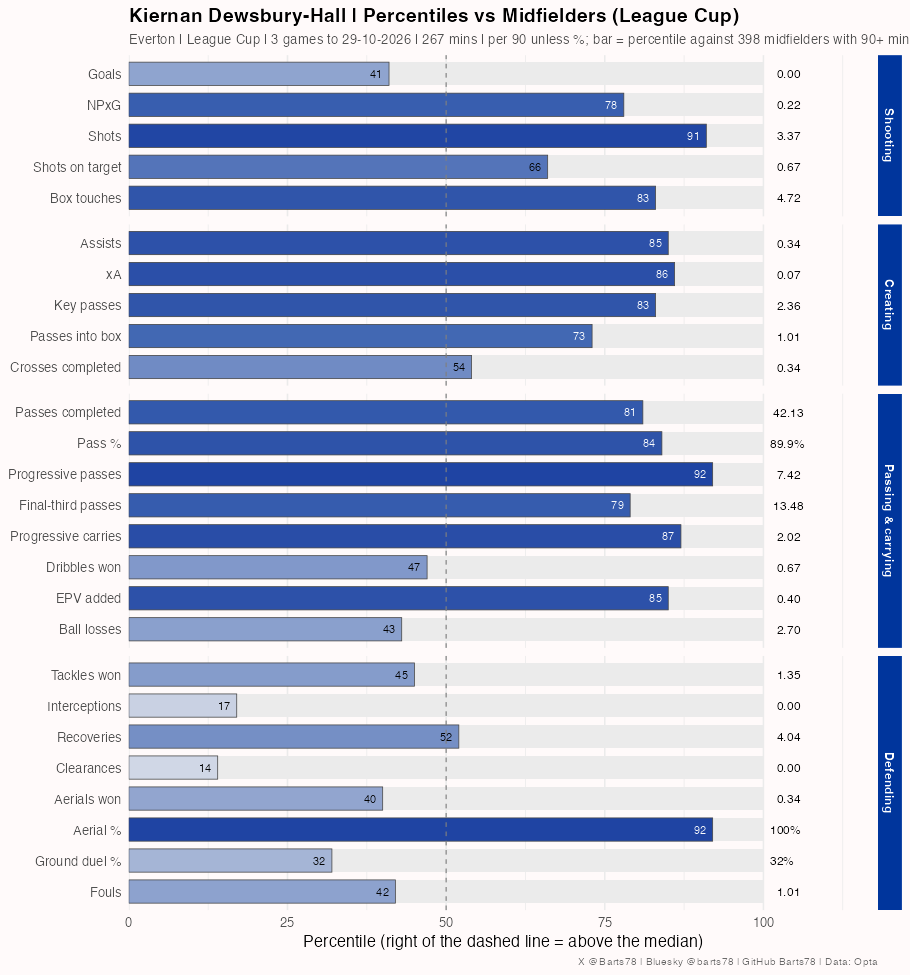 Kiernan Dewsbury-Hall | Percentiles vs Midfielders (League Cup)
Everton | League Cup | 3 games to 29-10-2026 | 267 mins | per 90 unless %; bar = percentile against 398 midfielders with 90+ min
Goals 41 0.00
NPxG 78 0.22
Shots 91 3.37
Shots on target 66 0.67
Box touches 83 4.72
Shooting
Assists 85 0.34
xA 86 0.07
Key passes 83 2.36
Passes into box 73 1.01
Crosses completed 54 0.34
Creating
Passes completed 81 42.13
Pass % 84 89.9%
Progressive passes 92 7.42
Final-third passes 79 13.48
Progressive carries 87 2.02
Dribbles won 47 0.67
EPV added 85 0.40
Ball losses 43 2.70
Passing & carrying
Tackles won 45 1.35
Interceptions 17 0.00
Recoveries 52 4.04
Clearances 14 0.00
Aerials won 40 0.34
Aerial % 92 100%
Ground duel % 32 32%
Fouls 42 1.01
Defending
0 25 50 75 100
Percentile (right of the dashed line = above the median)
X @Barts78 | Bluesky @barts78 | GitHub Barts78 | Data: Opta